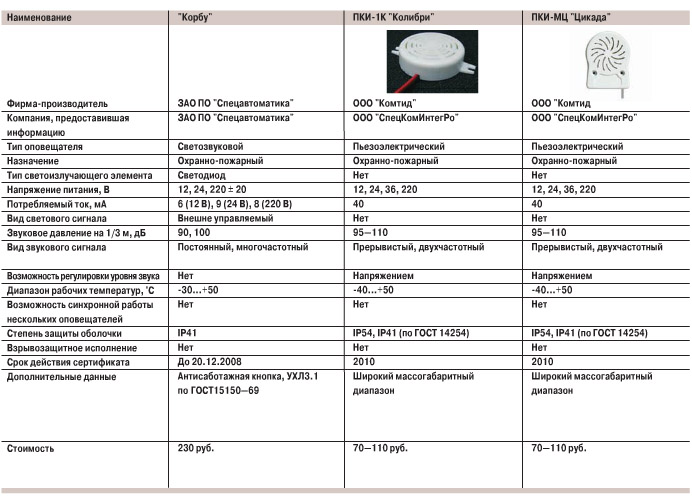 Наименование "Корбу" ПКИ-1К "Колибри" ПКИ-МЦ "Цикада"
Фирма-производитель ЗАО ПО "Спецавтоматика" ООО "Комтид" ООО "Комтид
Компания, предоставившая ЗАО ПО "Спецавтоматика" ООО "СпецКомИнтегРо" ООО "СпецКомИнтегРо"
информацию
Тип оповещателя Светозвуковой Пьезоэлектрический Пьезоэлектрический
Назначение Охранно-пожарный Охранно-пожарный Охранно-пожарный
Тип светоизлучающего элемента Светодиод Нет Нет
Напряжение питания, В 12, 24, 220 ± 20 12, 24, 36, 220 12, 24, 36, 220
Потребляемый ток, мА 6 (12 В), 9 (24 В), 8 (220 В) 40 40
Вид светового сигнала Внешне управляемый Нет Нет
Звуковое давление на 1/3 м, дБ 90, 100 95—110 95—110
Вид звукового сигнала Постоянный, многочастотный Прерывистый, двухчастотный Прерывистый, двухчастотный
Возможность регулировки уровня звука Нет Напряжением Напряжением
Диапазон рабочих температур, °С -30...+50 -40...+50 -40...+50
Возможность синхронной работы Нет Нет Нет
нескольких оповещателей
Степень защиты оболочки IP41 IP54, IP41 (по ГОСТ 14254) IP54, IP41 (по ГОСТ 14254)
Взрывозащитное исполнение Нет Нет Нет
Срок действия сертификата До 20.12.2008 2010 2010
Дополнительные данные Антисаботажная кнопка, УХЛ3.1 Широкий массогабаритный Широкий массогабаритный
по ГОСТ15150—69 диапазон диапазон
Стоимость 230 руб. 70—110 руб. 70—110 руб.